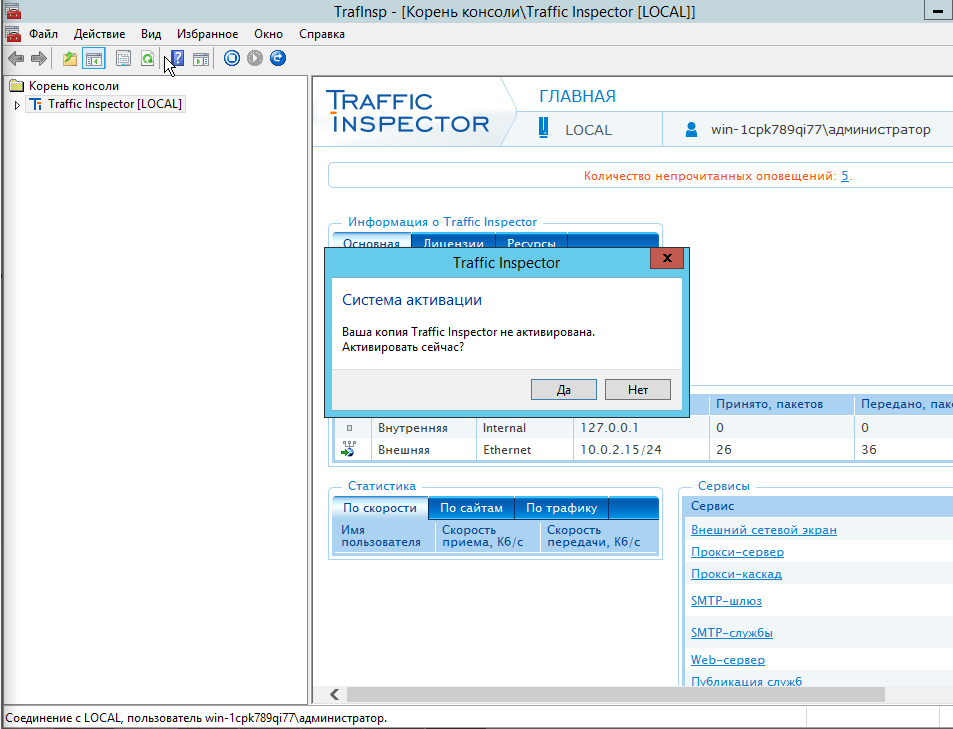 TrafInsp - [Корень консоли\Traffic Inspector [LOCAL]]
Файл Действие Вид Избранное Окно Справка
Корень консоли
Traffic Inspector [LOCAL]
TRAFFIC
INSPECTOR
ГЛАВНАЯ
LOCAL
win-1cpk789qi77\администратор
Количество непрочитанных оповещений: 5.
Информация о Traffic Inspector
Основная Лицензии Ресурсы
Traffic Inspector
x
Система активации
Ваша копия Traffic Inspector не активирована.
Активировать сейчас?
Да Нет
Принято, пакетов Передано, пак
Внутренняя Internal 127.0.0.1 0 0
Внешняя Ethernet 10.0.2.15/24 26 36
Статистика
По скорости По сайтам По трафику
Имя пользователя Скорость приема, Кб/с Скорость передачи, Кб/с
Сервисы
Сервис
Внешний сетевой экран
Прокси-сервер
Прокси-каскад
SMTP-шлюз
SMTP-службы
Web-сервер
Публикация служб
Соединение с LOCAL, пользователь win-1cpk789qi77\администратор.